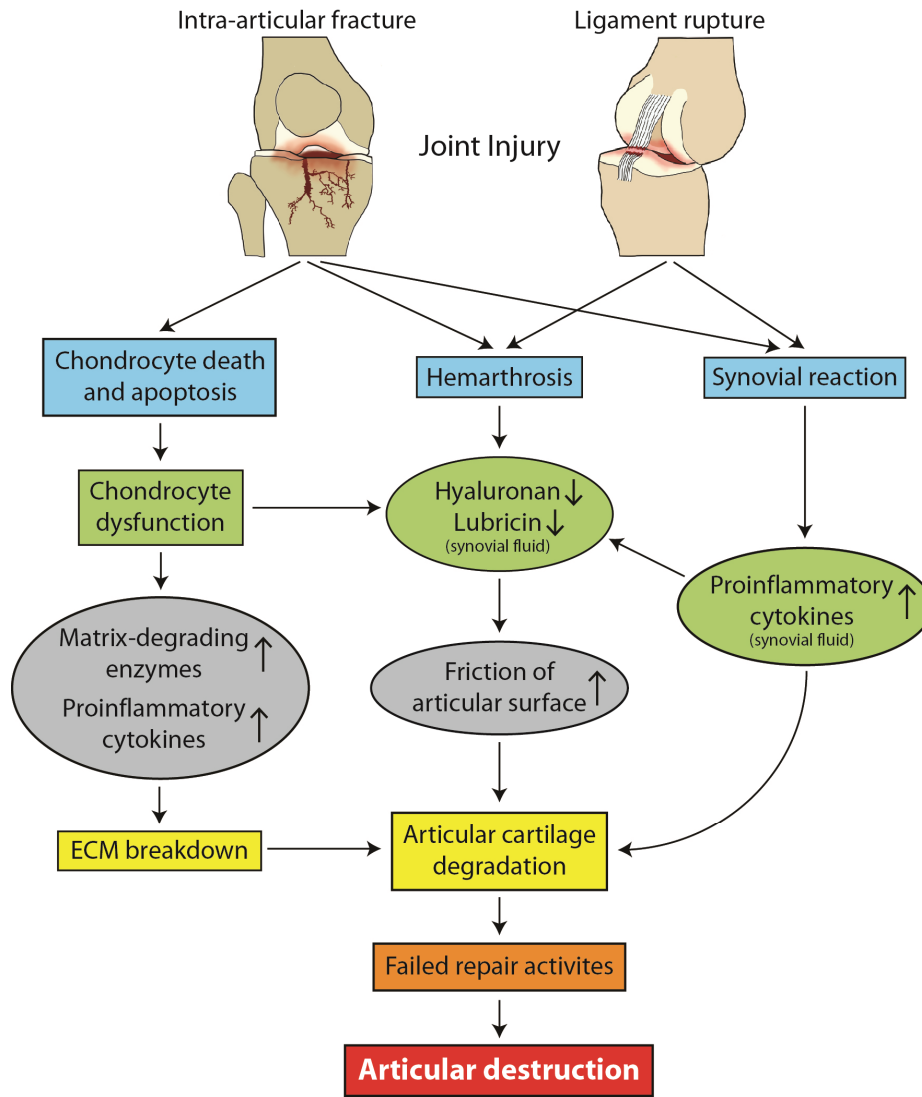 Intra-articular fracture
Ligament rupture
Joint Injury
Chondrocyte death
and apoptosis
Hemarthrosis
Synovial reaction
Chondrocyte
dysfunction
Hyaluronan ↓
Lubricin ↓
(synovial fluid)
Proinflammatory ↑
cytokines
(synovial fluid)
Matrix-degrading ↑
enzymes
Proinflammatory ↑
cytokines
Friction of ↑
articular surface
ECM breakdown
Articular cartilage
degradation
Failed repair activites
Articular destruction